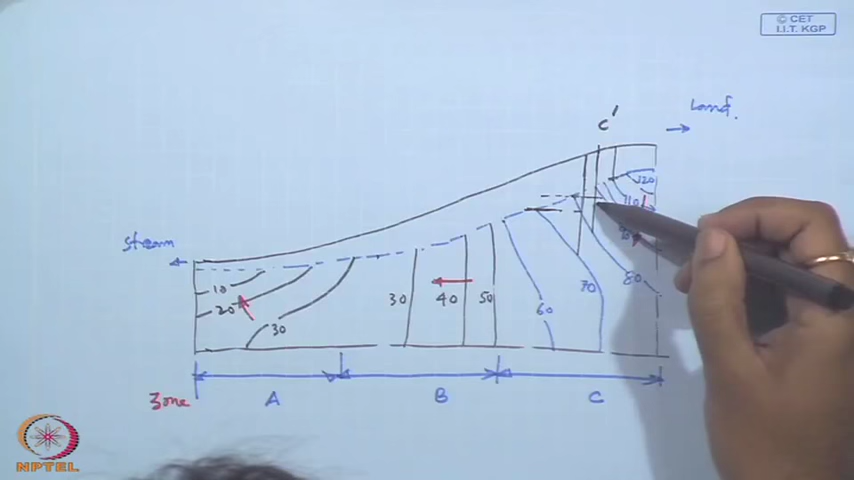 © CET
I.I.T. KGP
C'
Land.
120
110
Stream
80
10
20
30
30
40
50
60
70
Zone
A
B
C
NPTEL